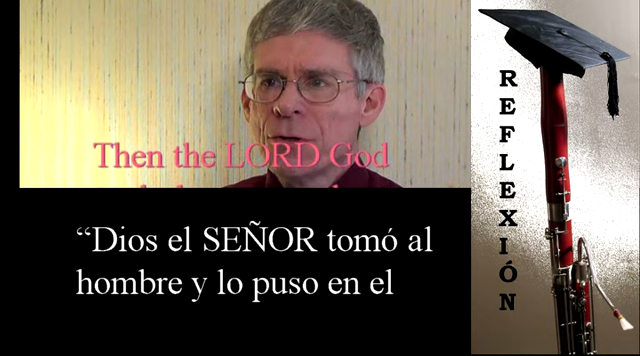 Then the LORD God
“Dios el SEÑOR tomó al
hombre y lo puso en el
REFLEXIÓN